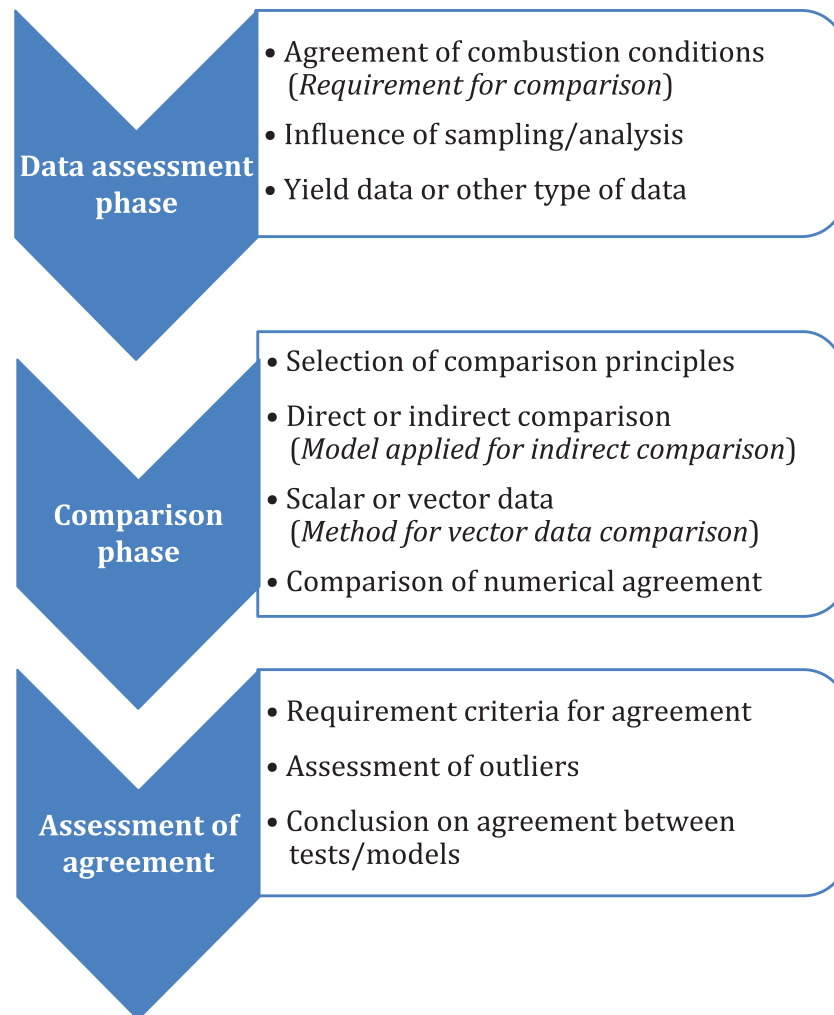 Data assessment
phase
• Agreement of combustion conditions
(Requirement for comparison)
• Influence of sampling/analysis
• Yield data or other type of data
Comparison
phase
• Selection of comparison principles
• Direct or indirect comparison
(Model applied for indirect comparison)
• Scalar or vector data
(Method for vector data comparison)
• Comparison of numerical agreement
Assessment of
agreement
• Requirement criteria for agreement
• Assessment of outliers
• Conclusion on agreement between
tests/models